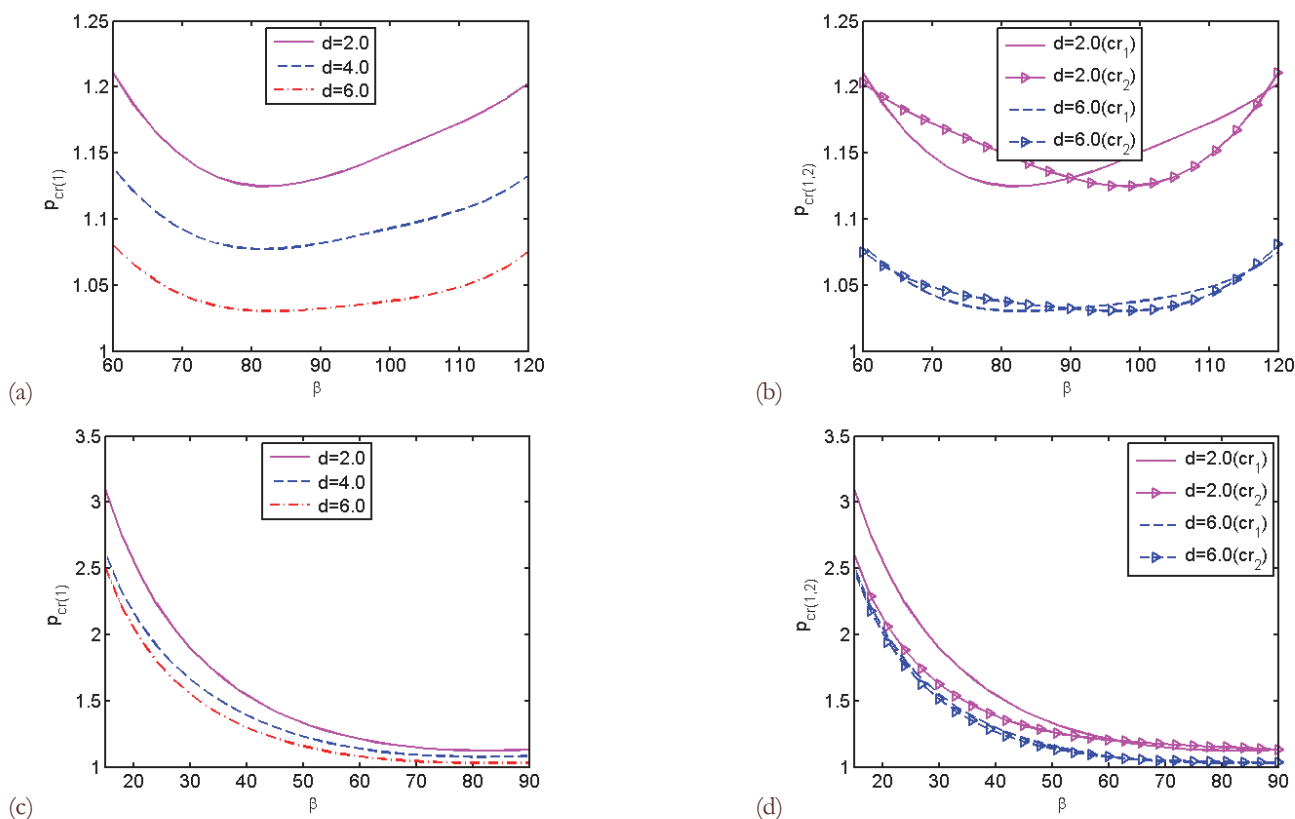 1.25
1.2
1.15
1.1
1.05
1
p_cr(1)
60 70 80 90 100 110 120
β
d=2.0
d=4.0
d=6.0
(a)
1.25
1.2
1.15
1.1
1.05
1
p_cr(1,2)
60 70 80 90 100 110 120
β
d=2.0(cr₁)
d=2.0(cr₂)
d=6.0(cr₁)
d=6.0(cr₂)
(b)
3.5
3
2.5
2
1.5
1
p_cr(1)
20 30 40 50 60 70 80 90
β
d=2.0
d=4.0
d=6.0
(c)
3.5
3
2.5
2
1.5
1
p_cr(1,2)
20 30 40 50 60 70 80 90
β
d=2.0(cr₁)
d=2.0(cr₂)
d=6.0(cr₁)
d=6.0(cr₂)
(d)